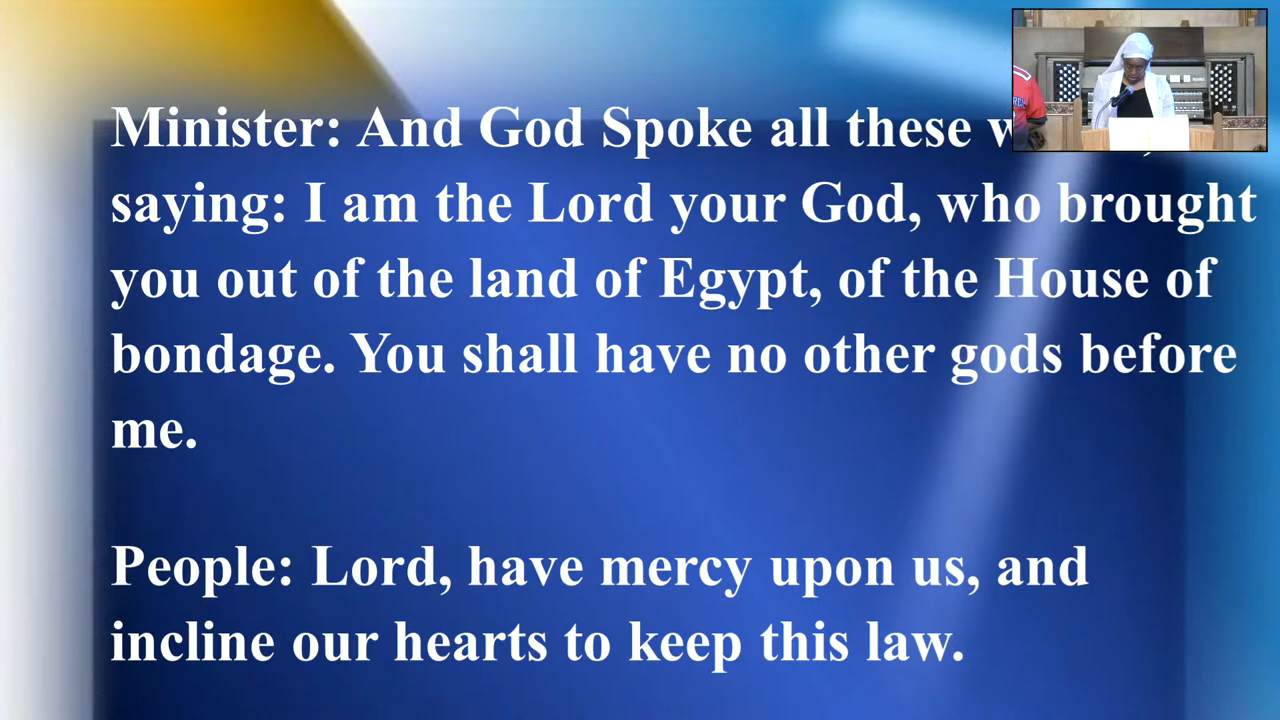 Minister: And God Spoke all these
saying: I am the Lord your God, who brought
you out of the land of Egypt, of the House of
bondage. You shall have no other gods before
me.
People: Lord, have mercy upon us, and
incline our hearts to keep this law.